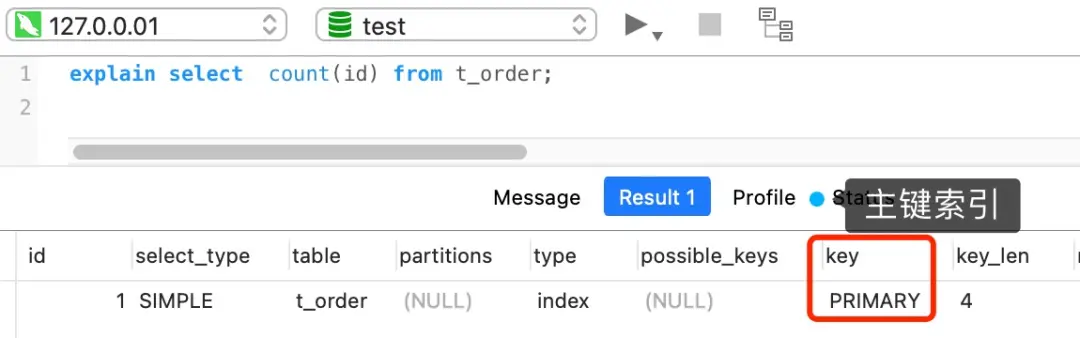 127.0.0.01 test
1 explain select count(id) from t_order;
2
Message Result 1 Profile Status
主键索引
id select_type table partitions type possible_keys key key_len
1 SIMPLE t_order (NULL) index (NULL) PRIMARY 4